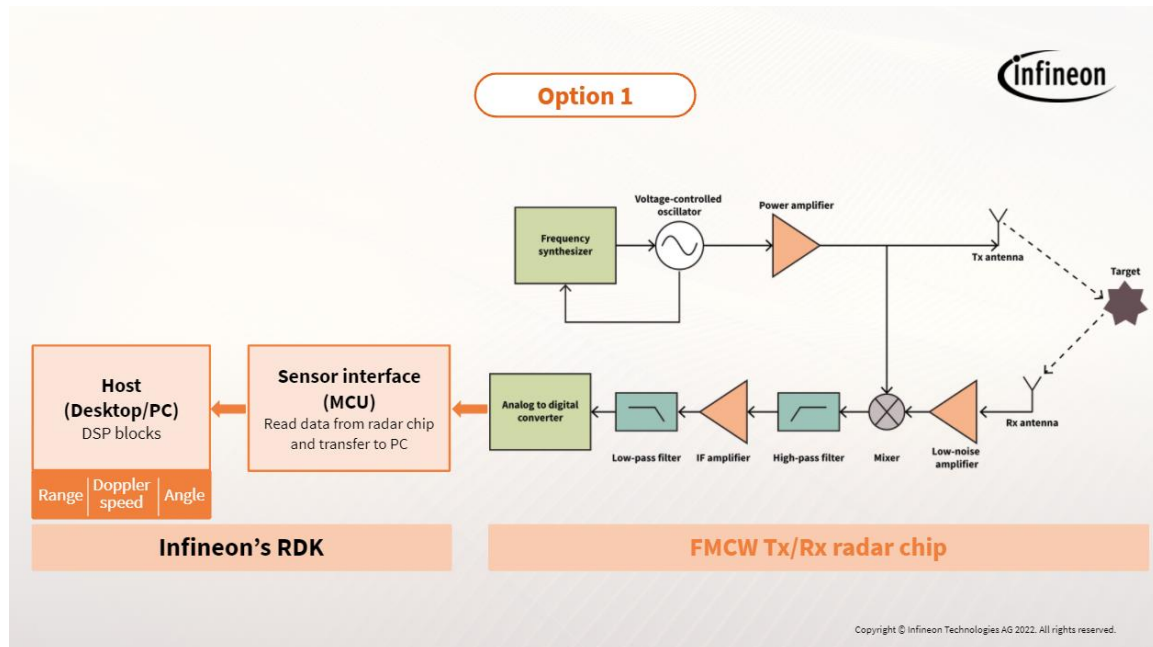 infineon
Option 1
Voltage-controlled
oscillator
Power amplifier
Frequency
synthesizer
Tx antenna
Target
Host
(Desktop/PC)
DSP blocks
Sensor interface
(MCU)
Read data from radar chip
and transfer to PC
Analog to digital
converter
Low-pass filter
IF amplifier
High-pass filter
Mixer
Low-noise
amplifier
Rx antenna
Range
Doppler
speed
Angle
Infineon's RDK
FMCW Tx/Rx radar chip
Copyright © Infineon Technologies AG 2022. All rights reserved.